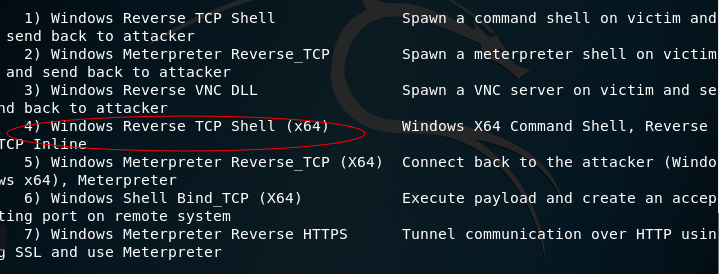 1) Windows Reverse TCP Shell Spawn a command shell on victim and
send back to attacker
2) Windows Meterpreter Reverse_TCP Spawn a meterpreter shell on victim
and send back to attacker
3) Windows Reverse VNC DLL Spawn a VNC server on victim and se
nd back to attacker
4) Windows Reverse TCP Shell (x64) Windows X64 Command Shell, Reverse
TCP Inline
5) Windows Meterpreter Reverse_TCP (X64) Connect back to the attacker (Windo
ws x64), Meterpreter
6) Windows Shell Bind_TCP (X64) Execute payload and create an accep
ting port on remote system
7) Windows Meterpreter Reverse HTTPS Tunnel communication over HTTP usin
g SSL and use Meterpreter